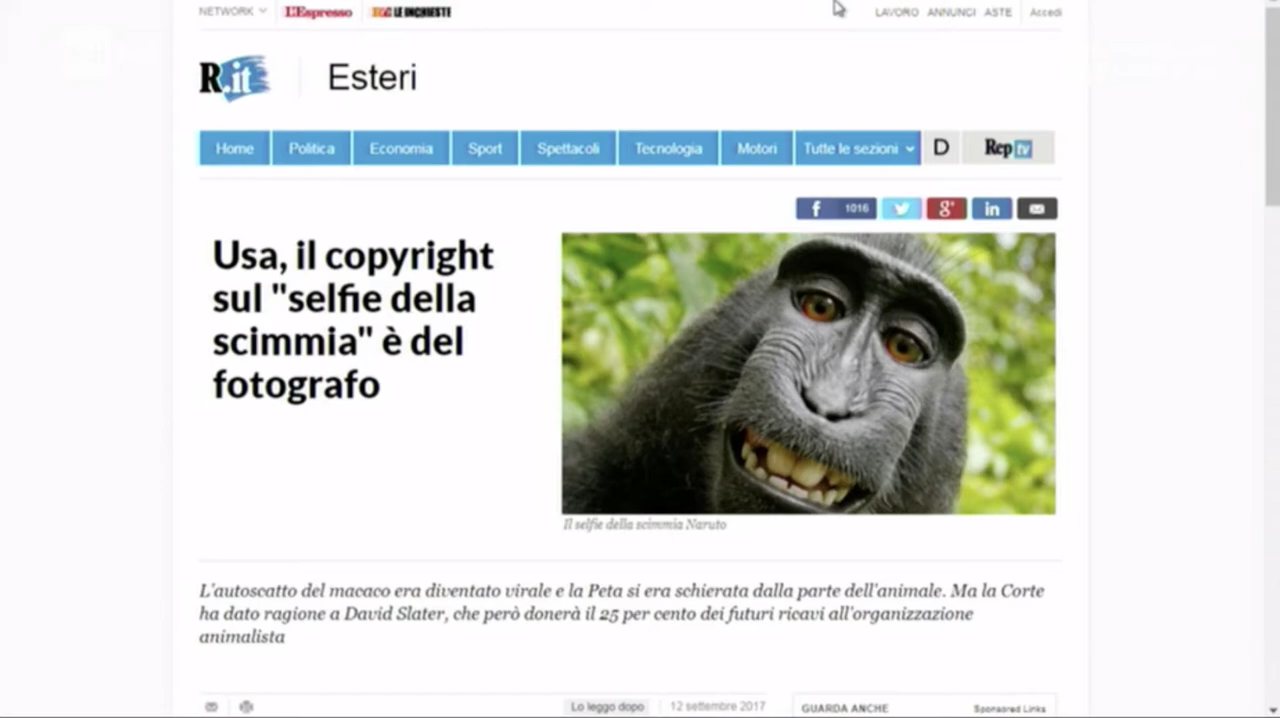 NETWORK L'Espresso LE INCHIESTE LAVORO ANNUNCI ASTE Accedi
R.it Esteri
Home Politica Economia Sport Spettacoli Tecnologia Motori Tutte le sezioni D Rep tv
f 1016 g+ in
Usa, il copyright
sul "selfie della
scimmia" è del
fotografo
Il selfie della scimmia Naruto
L'autoscatto del macaco era diventato virale e la Peta si era schierata dalla parte dell'animale. Ma la Corte
ha dato ragione a David Slater, che però donerà il 25 per cento dei futuri ricavi all'organizzazione
animalista
Lo leggo dopo 12 settembre 2017 GUARDA ANCHE Sponsored Links